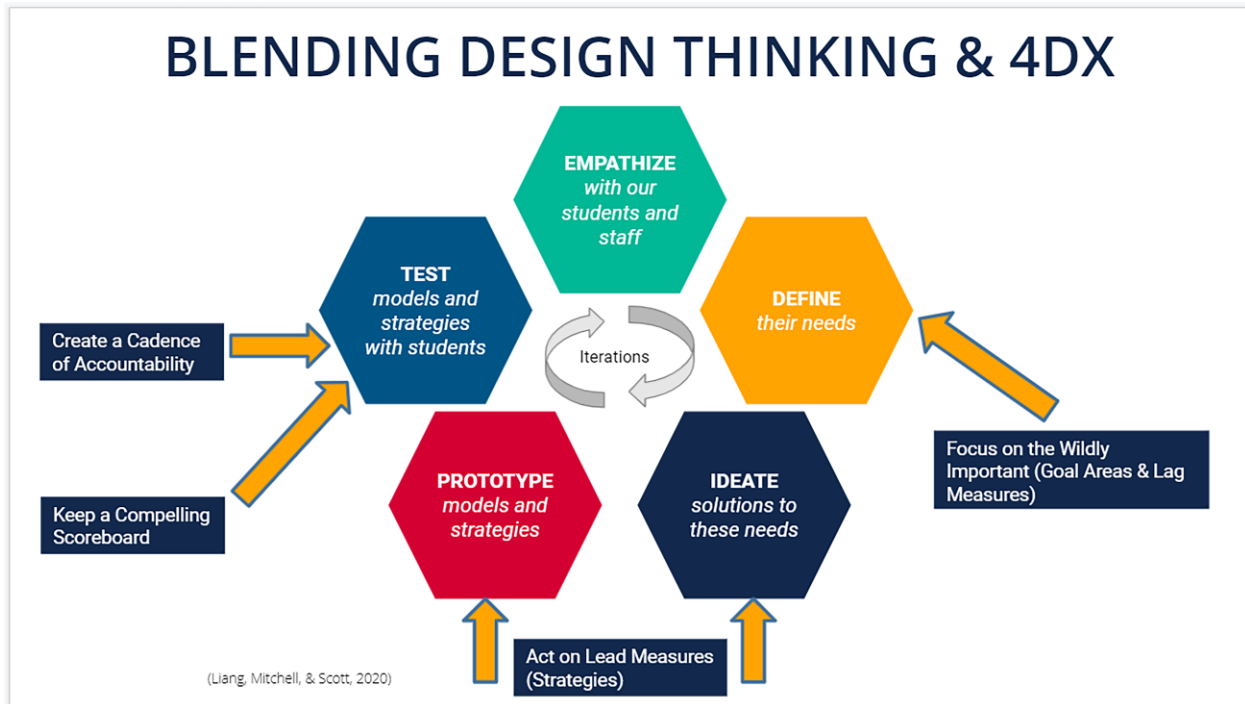 BLENDING DESIGN THINKING & 4DX
EMPATHIZE
with our
students and
staff
DEFINE
their needs
IDEATE
solutions to
these needs
PROTOTYPE
models and
strategies
TEST
models and
strategies
with students
Iterations
Create a Cadence
of Accountability
Keep a Compelling
Scoreboard
Focus on the Wildly
Important (Goal Areas & Lag
Measures)
Act on Lead Measures
(Strategies)
(Liang, Mitchell, & Scott, 2020)